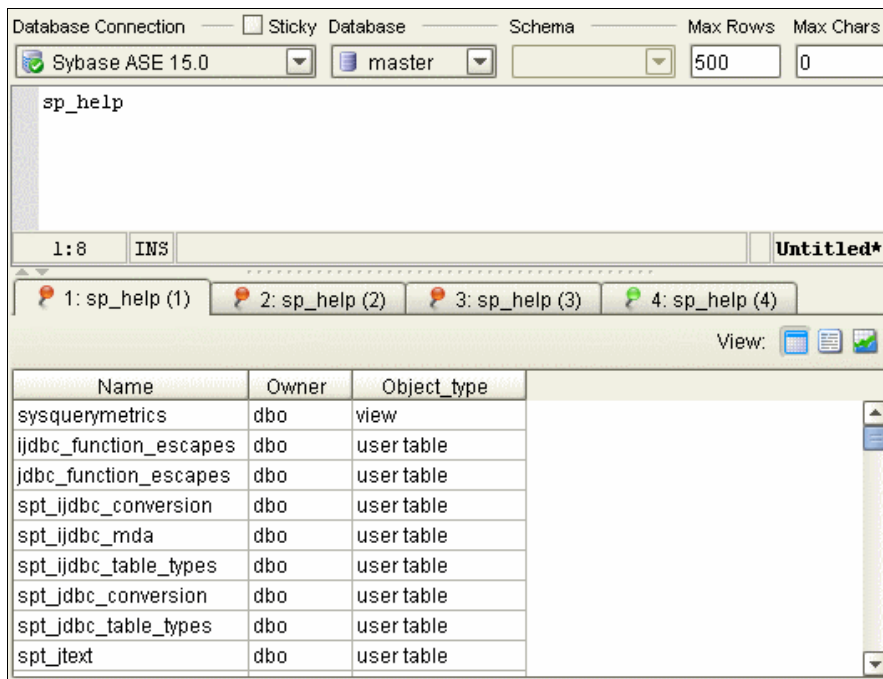 Database Connection Sticky Database Schema Max Rows Max Chars
Sybase ASE 15.0 master 500 0
sp_help
1:8 INS Untitled*
1: sp_help (1) 2: sp_help (2) 3: sp_help (3) 4: sp_help (4)
View:
Name Owner Object_type
sysquerymetrics dbo view
ijdbc_function_escapes dbo user table
jdbc_function_escapes dbo user table
spt_ijdbc_conversion dbo user table
spt_ijdbc_mda dbo user table
spt_ijdbc_table_types dbo user table
spt_jdbc_conversion dbo user table
spt_jdbc_table_types dbo user table
spt_jtext dbo user table